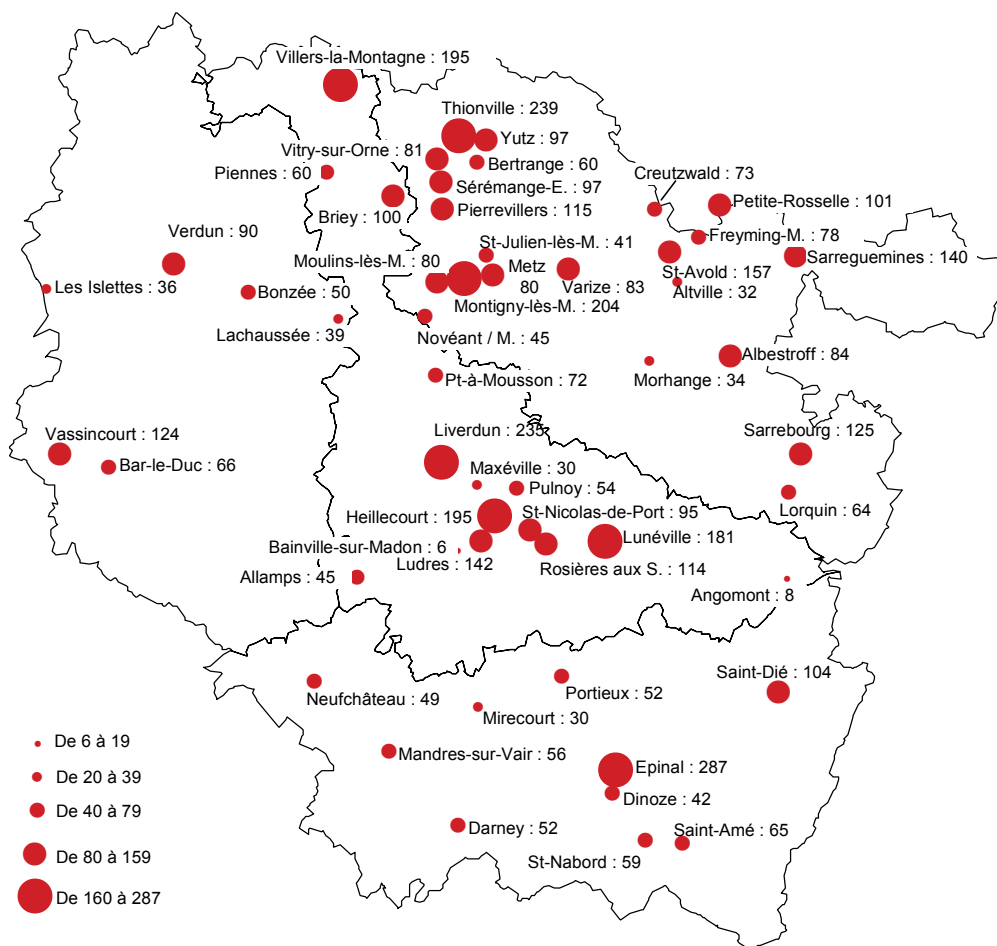 Villers-la-Montagne : 195
Thionville : 239
Yutz : 97
Vitry-sur-Orne : 81
Bertrange : 60
Piennes : 60
Sérémange-E. : 97
Creutzwald : 73
Petite-Rosselle : 101
Briey : 100
Pierrevillers : 115
Verdun : 90
St-Julien-lès-M. : 41
Freyming-M. : 78
Moulins-lès-M. : 80
Metz
80
Sarreguemines : 140
St-Avold : 157
Les Islettes : 36
Bonzée : 50
Varize : 83
Altville : 32
Montigny-lès-M. : 204
Lachaussée : 39
Novéant / M. : 45
Albestroff : 84
Pt-à-Mousson : 72
Morhange : 34
Vassincourt : 124
Liverdun : 235
Sarrebourg : 125
Bar-le-Duc : 66
Maxéville : 30
Pulnoy : 54
Lorquin : 64
Heillecourt : 195
St-Nicolas-de-Port : 95
Lunéville : 181
Bainville-sur-Madon : 6
Ludres : 142
Rosières aux S. : 114
Allamps : 45
Angomont : 8
Saint-Dié : 104
Neufchâteau : 49
Portieux : 52
Mirecourt : 30
Mandres-sur-Vair : 56
Epinal : 287
Dinoze : 42
Darney : 52
Saint-Amé : 65
St-Nabord : 59
De 6 à 19
De 20 à 39
De 40 à 79
De 80 à 159
De 160 à 287